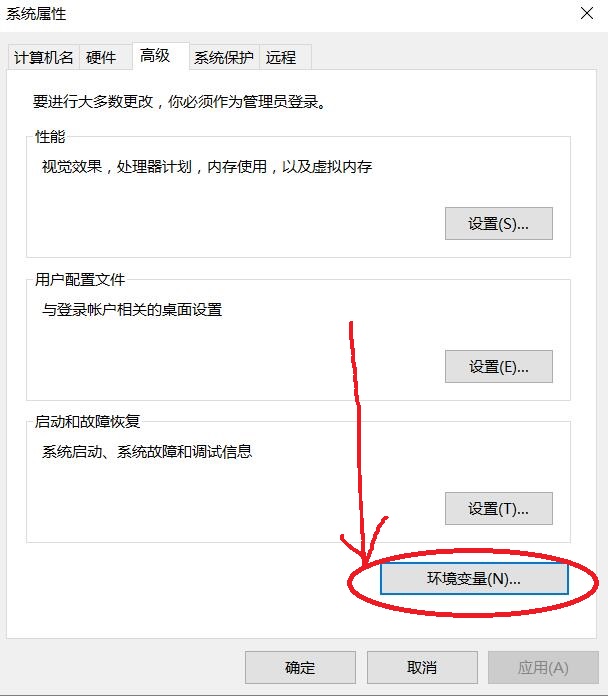 系统属性
计算机名 硬件 高级 系统保护 远程
要进行大多数更改，你必须作为管理员登录。
性能
视觉效果，处理器计划，内存使用，以及虚拟内存
设置(S)...
用户配置文件
与登录帐户相关的桌面设置
设置(E)...
启动和故障恢复
系统启动、系统故障和调试信息
设置(T)...
环境变量(N)...
确定 取消 应用(A)